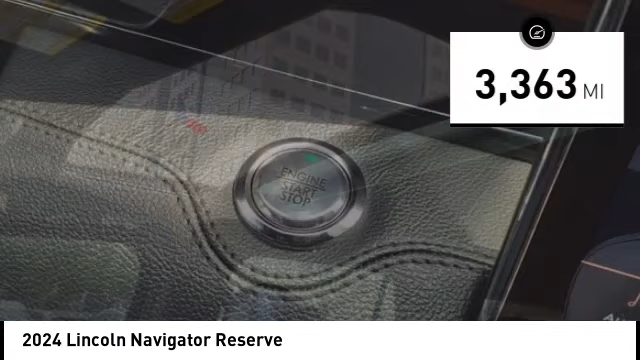 3,363 MI
ENGINE
START
STOP
2024 Lincoln Navigator Reserve